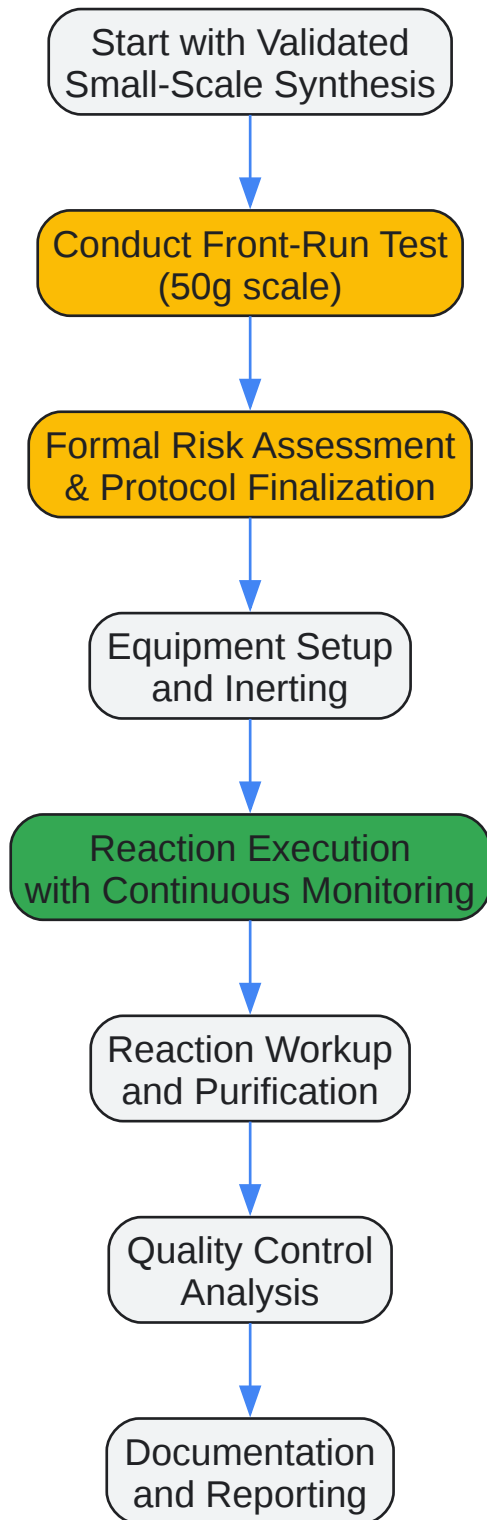 Start with Validated
Small-Scale Synthesis
Conduct Front-Run Test
(50g scale)
Formal Risk Assessment
& Protocol Finalization
Equipment Setup
and Inerting
Reaction Execution
with Continuous Monitoring
Reaction Workup
and Purification
Quality Control
Analysis
Documentation
and Reporting